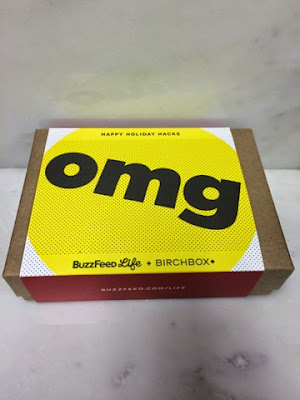 HAPPY HOLIDAY HACKS
omg
BuzzFeed Life + BIRCHBOX
BUZZFEED.COM/LIFE